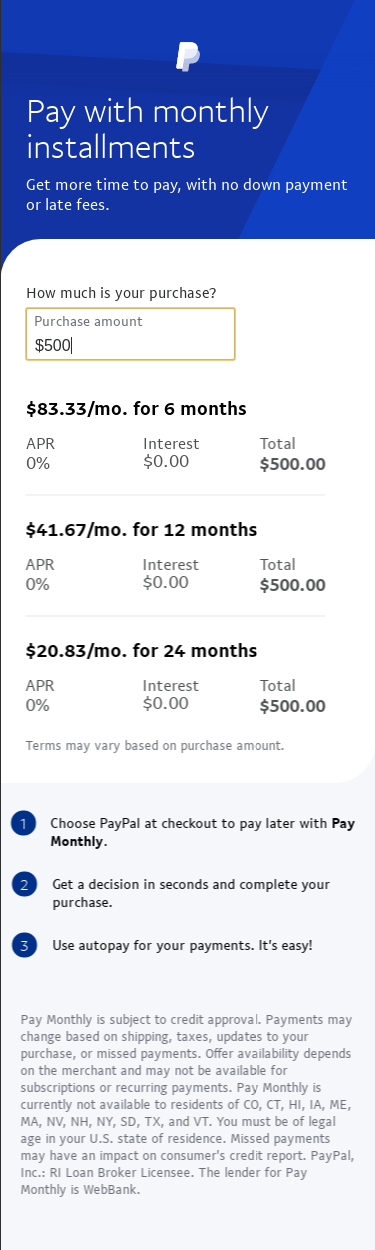 Pay with monthly
installments
Get more time to pay, with no down payment
or late fees.
How much is your purchase?
Purchase amount
$500
$83.33/mo. for 6 months
APR Interest Total
0% $0.00 $500.00
$41.67/mo. for 12 months
APR Interest Total
0% $0.00 $500.00
$20.83/mo. for 24 months
APR Interest Total
0% $0.00 $500.00
Terms may vary based on purchase amount.
1 Choose PayPal at checkout to pay later with Pay
Monthly.
2 Get a decision in seconds and complete your
purchase.
3 Use autopay for your payments. It's easy!
Pay Monthly is subject to credit approval. Payments may
change based on shipping, taxes, updates to your
purchase, or missed payments. Offer availability depends
on the merchant and may not be available for
subscriptions or recurring payments. Pay Monthly is
currently not available to residents of CO, CT, HI, IA, ME,
MA, NV, NH, NY, SD, TX, and VT. You must be of legal
age in your U.S. state of residence. Missed payments
may have an impact on consumer's credit report. PayPal,
Inc.: RI Loan Broker Licensee. The lender for Pay
Monthly is WebBank.